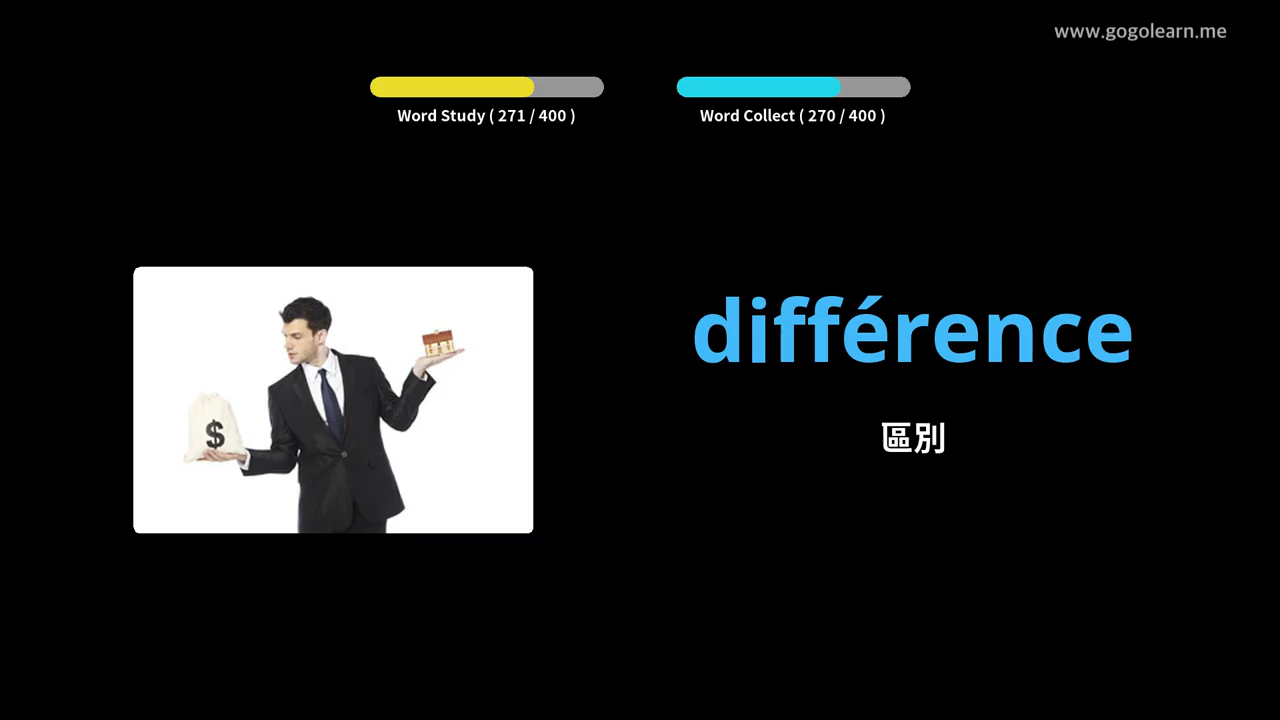 www.gogolearn.me
Word Study ( 271 / 400 )
Word Collect ( 270 / 400 )
différence
區別
$